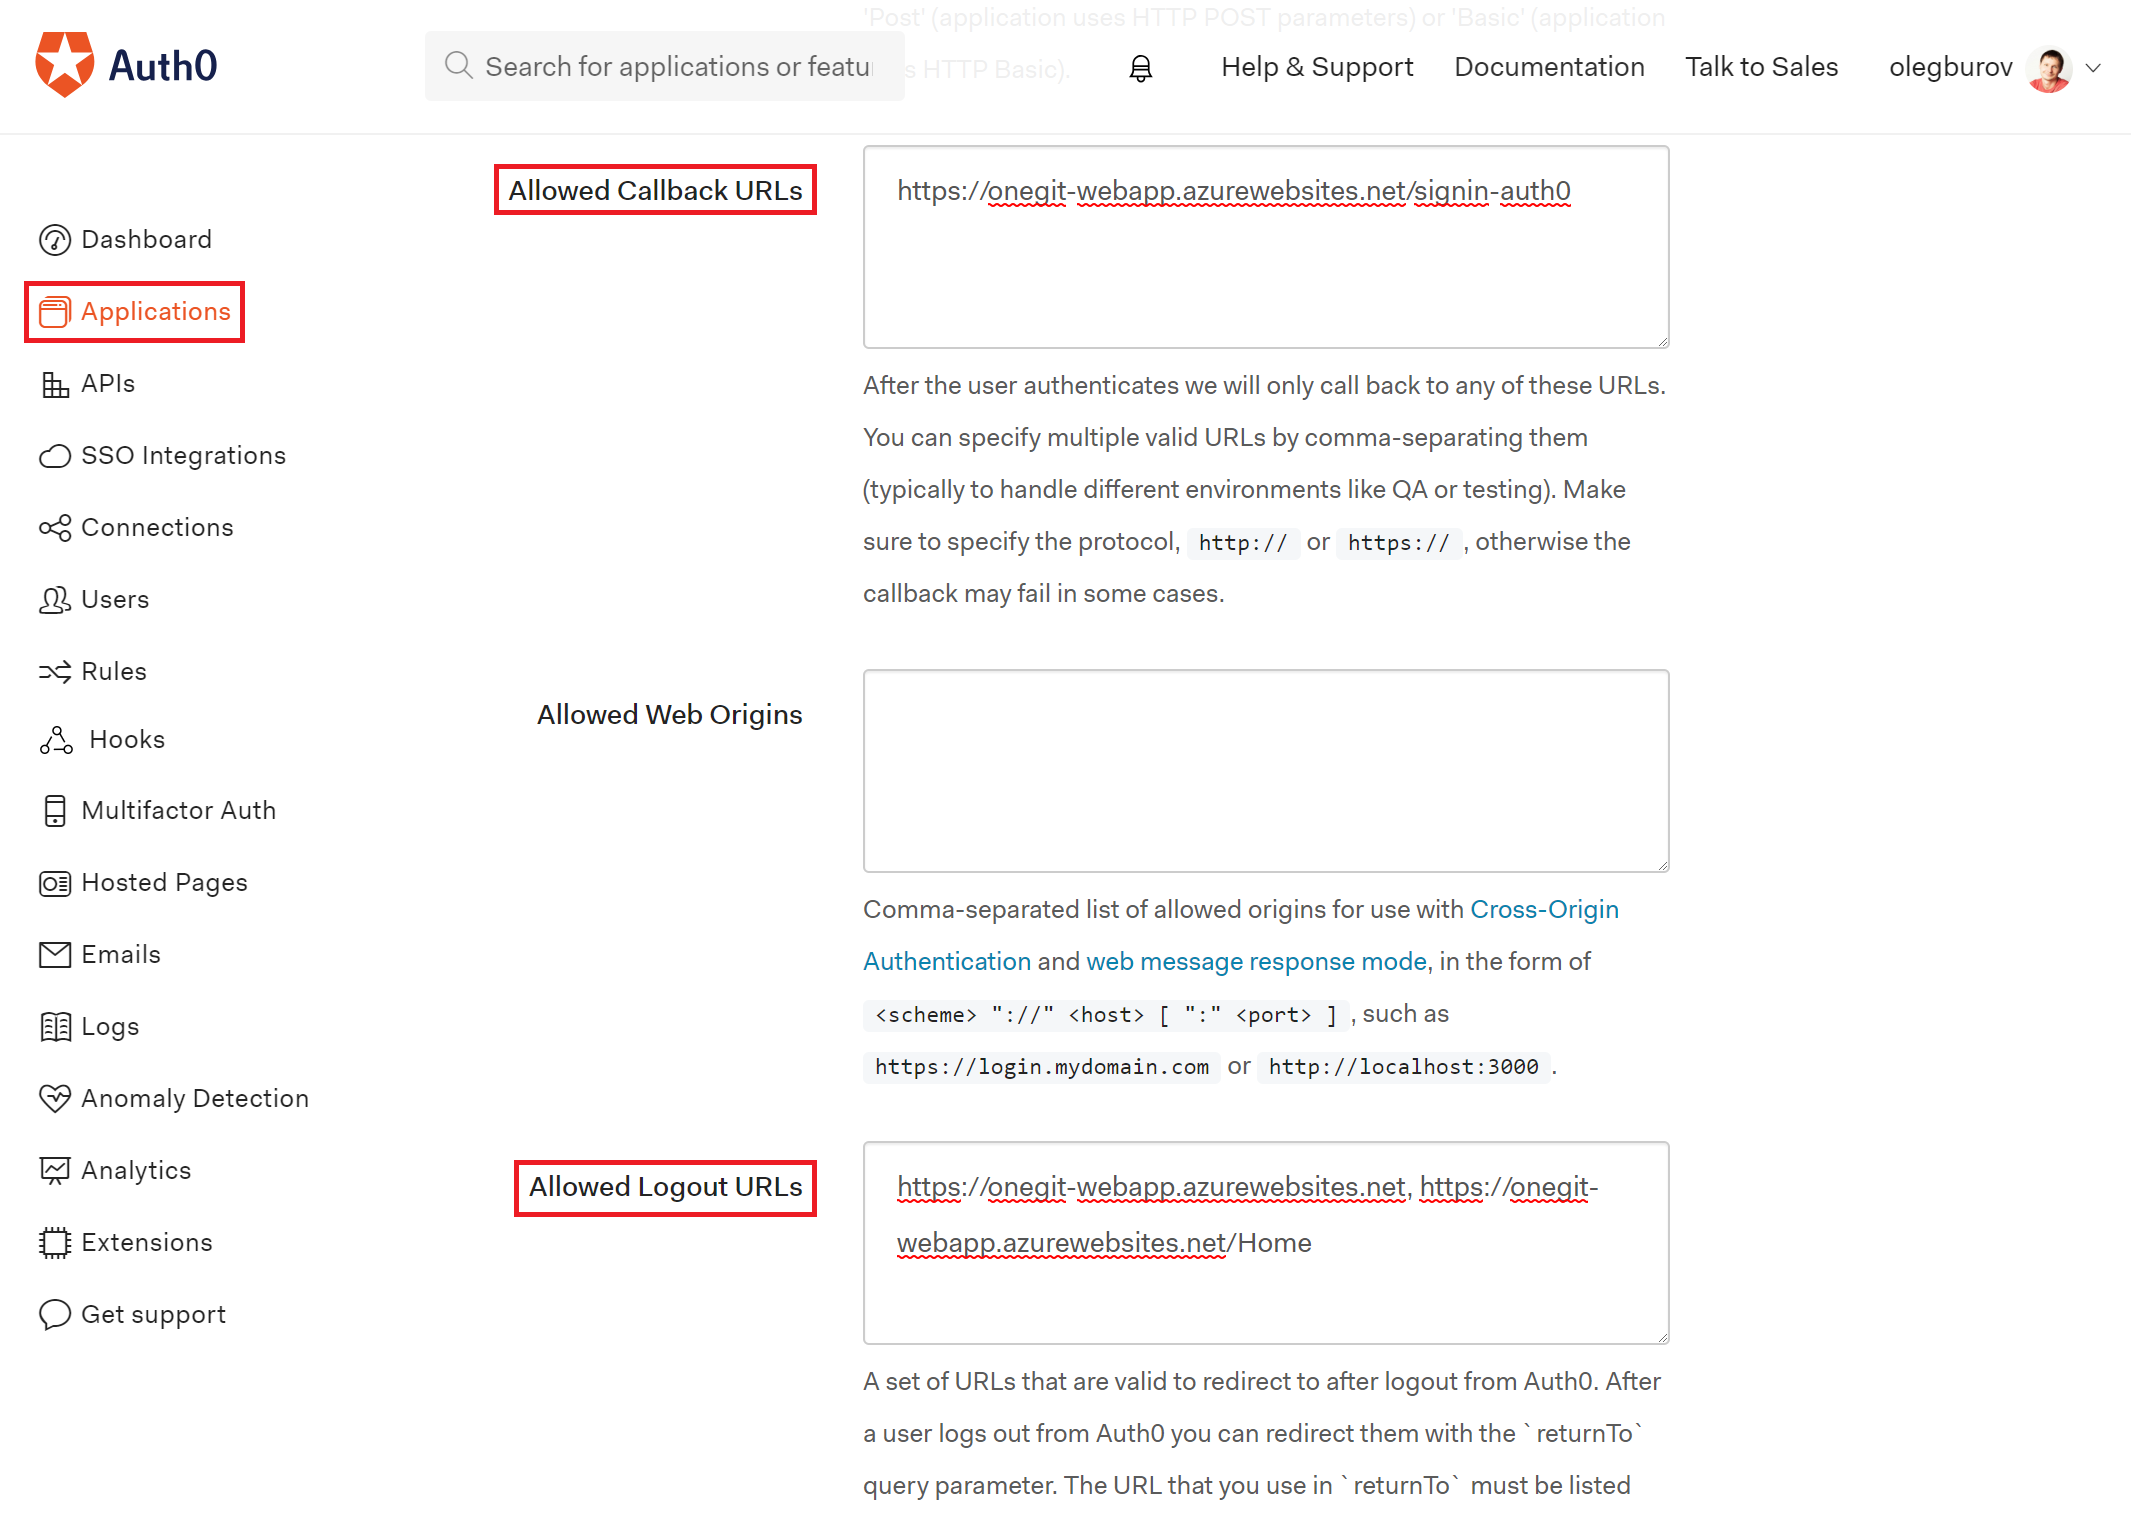 'Post' (application uses HTTP POST parameters) or 'Basic' (application
s HTTP Basic).
Auth0
Search for applications or featu
Help & Support
Documentation
Talk to Sales
olegburov
Dashboard
Applications
APIs
SSO Integrations
Connections
Users
Rules
Hooks
Multifactor Auth
Hosted Pages
Emails
Logs
Anomaly Detection
Analytics
Extensions
Get support
Allowed Callback URLs
https://onegit-webapp.azurewebsites.net/signin-auth0
After the user authenticates we will only call back to any of these URLs.
You can specify multiple valid URLs by comma-separating them
(typically to handle different environments like QA or testing). Make
sure to specify the protocol, http:// or https:// , otherwise the
callback may fail in some cases.
Allowed Web Origins
Comma-separated list of allowed origins for use with Cross-Origin
Authentication and web message response mode, in the form of
<scheme> "://" <host> [ ":" <port> ] , such as
https://login.mydomain.com or http://localhost:3000 .
Allowed Logout URLs
https://onegit-webapp.azurewebsites.net, https://onegit-
webapp.azurewebsites.net/Home
A set of URLs that are valid to redirect to after logout from Auth0. After
a user logs out from Auth0 you can redirect them with the `returnTo`
query parameter. The URL that you use in `returnTo` must be listed